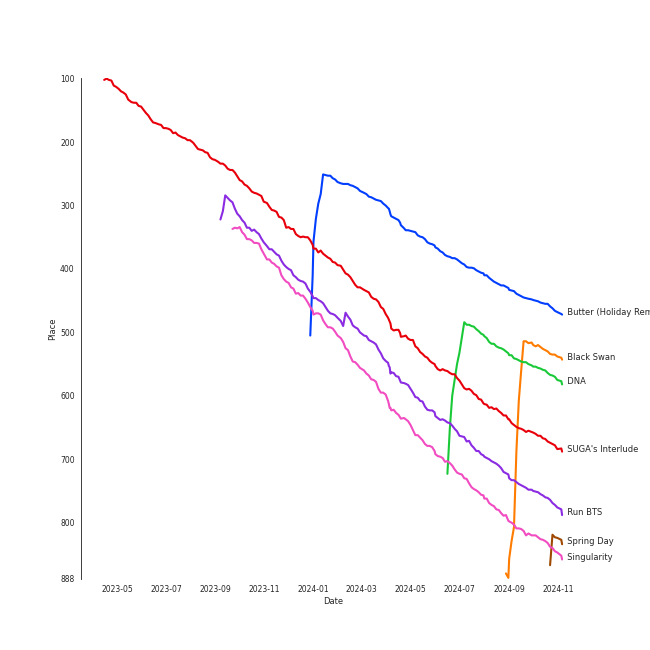 100
200
300
400
500
600
700
800
888
Place
2023-05 2023-07 2023-09 2023-11 2024-01 2024-03 2024-05 2024-07 2024-09 2024-11
Date
Butter (Holiday Rem
Black Swan
DNA
SUGA's Interlude
Run BTS
Spring Day
Singularity